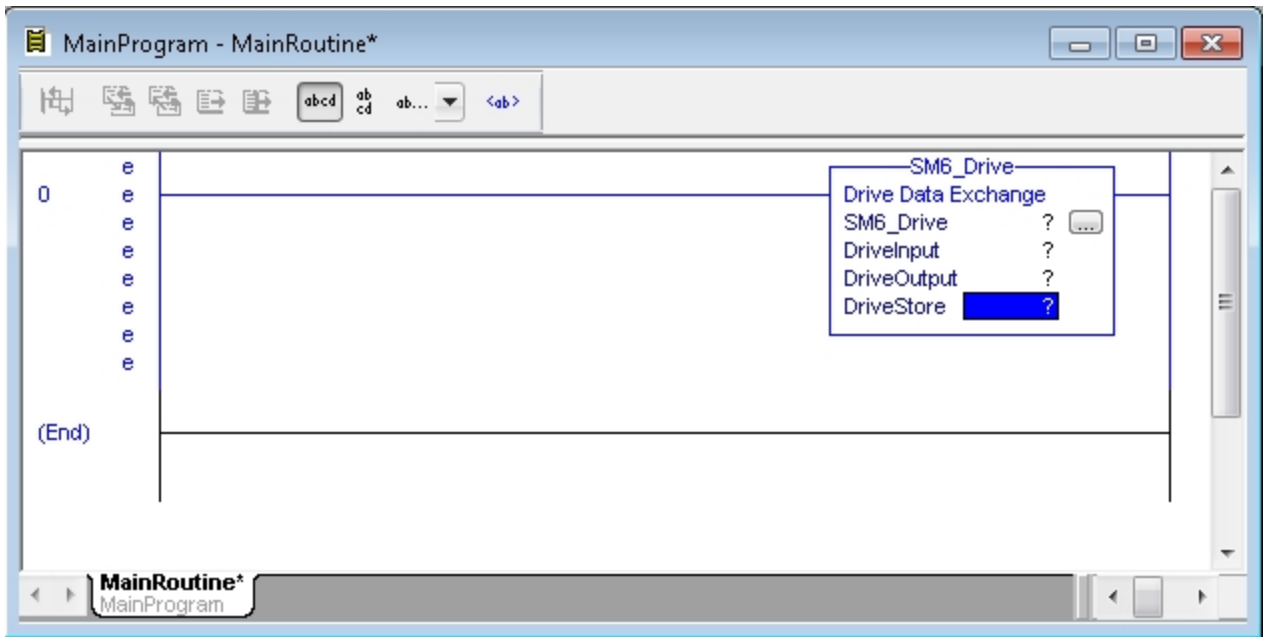 MainProgram - MainRoutine*
abcd
ab
cd
ab...
<ab>
e
0 e
e
e
e
e
e
e
SM6_Drive
Drive Data Exchange
SM6_Drive ? ...
DriveInput ?
DriveOutput ?
DriveStore ?
(End)
MainRoutine*
MainProgram